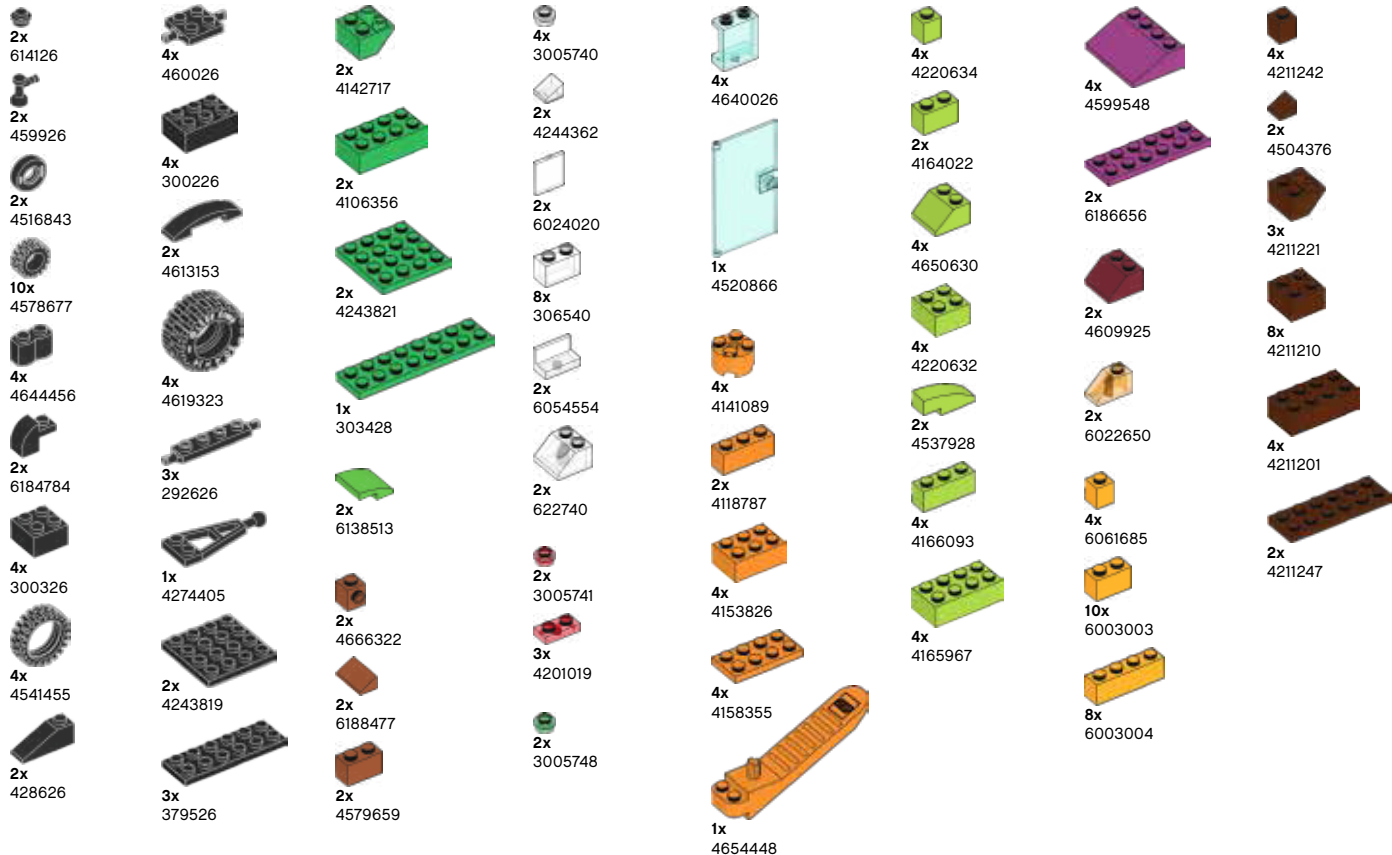 2x
614126
2x
459926
2x
4516843
10x
4578677
4x
4644456
2x
6184784
4x
300326
4x
4541455
2x
428626
4x
460026
4x
300226
2x
4613153
4x
4619323
3x
292626
1x
4274405
2x
4243819
3x
379526
2x
4142717
2x
4106356
2x
4243821
1x
303428
2x
6138513
2x
4666322
2x
6188477
2x
4579659
4x
3005740
2x
4244362
2x
6024020
8x
306540
2x
6054554
2x
622740
2x
3005741
3x
4201019
2x
3005748
4x
4640026
1x
4520866
4x
4141089
2x
4118787
4x
4153826
4x
4158355
1x
4654448
4x
4220634
2x
4164022
4x
4650630
4x
4220632
2x
4537928
4x
4166093
4x
4165967
4x
4599548
2x
6186656
2x
4609925
2x
6022650
4x
6061685
10x
6003003
8x
6003004
4x
4211242
2x
4504376
3x
4211221
8x
4211210
4x
4211201
2x
4211247